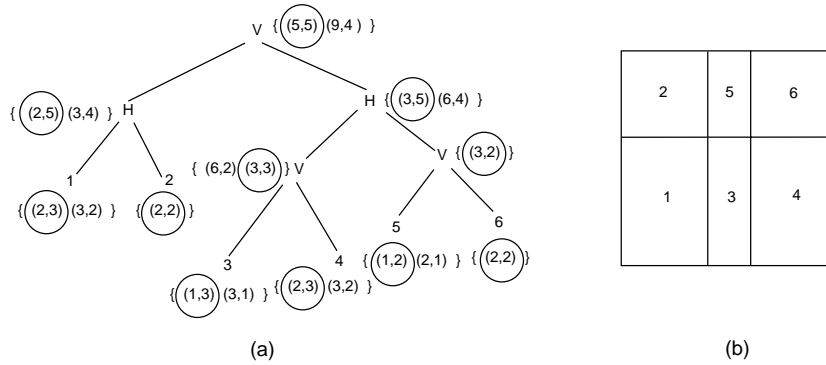 V { (5,5) (9,4) }
{ (2,5) (3,4) } H
H { (3,5) (6,4) }
{ (6,2) (3,3) } V
V { (3,2) }
1
2
{ (2,3) (3,2) }
{ (2,2) }
3
4
5
6
{ (1,3) (3,1) }
{ (2,3) (3,2) }
{ (1,2) (2,1) }
{ (2,2) }
(a)
2 5 6
1 3 4
(b)